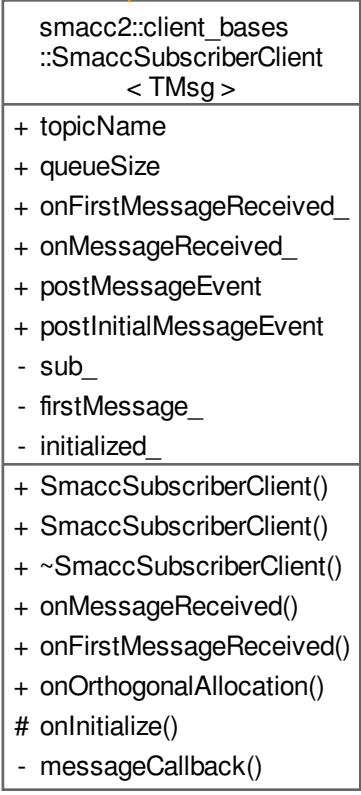 smacc2::client_bases
::SmaccSubscriberClient
< TMsg >
+ topicName
+ queueSize
+ onFirstMessageReceived_
+ onMessageReceived_
+ postMessageEvent
+ postInitialMessageEvent
- sub_
- firstMessage_
- initialized_
+ SmaccSubscriberClient()
+ SmaccSubscriberClient()
+ ~SmaccSubscriberClient()
+ onMessageReceived()
+ onFirstMessageReceived()
+ onOrthogonalAllocation()
# onInitialize()
- messageCallback()